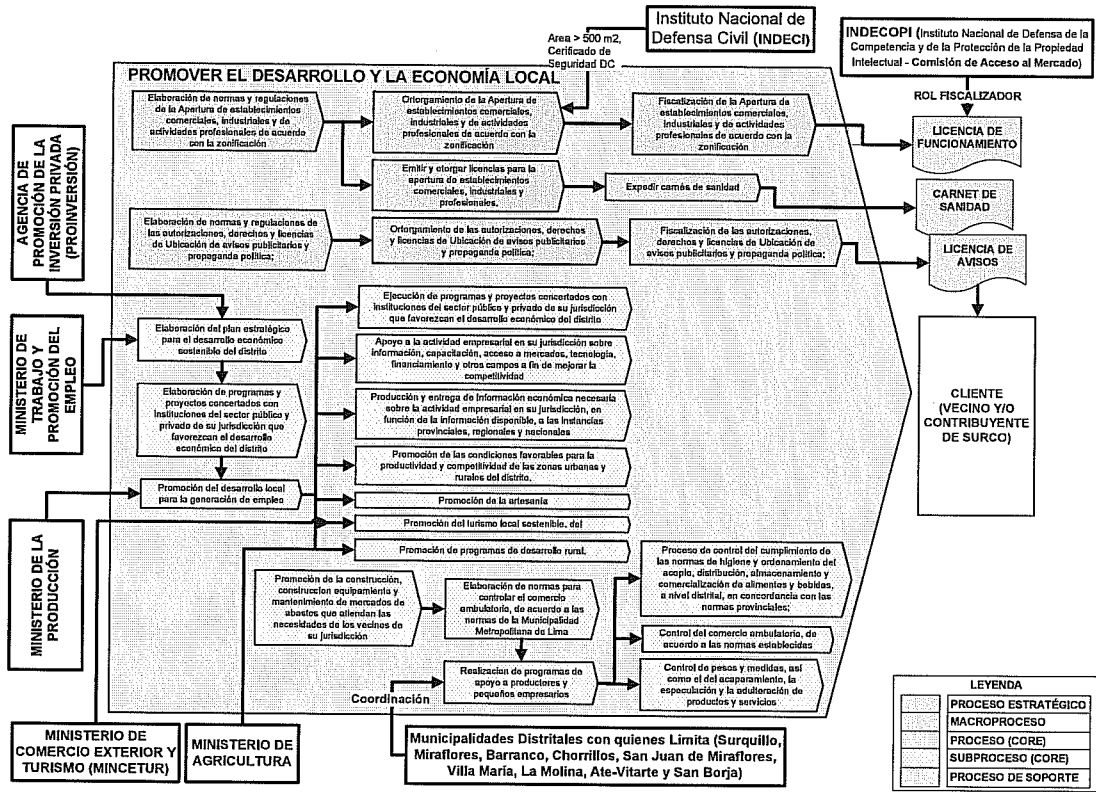 Instituto Nacional de
Defensa Civil (INDECI)
Area > 500 m2,
Cerificado de
Seguridad DC
INDECOPI (Instituto Nacional de Defensa de la
Competencia y de la Protección de la Propiedad
Intelectual - Comisión de Acceso al Mercado)
ROL FISCALIZADOR
PROMOVER EL DESARROLLO Y LA ECONOMÍA LOCAL
Elaboración de normas y regulaciones
de la Apertura de establecimientos
comerciales, industriales y de
actividades profesionales de acuerdo
con la zonificación
Ortorgamiento de la Apertura de
establecimientos comerciales,
industriales y de actividades
profesionales de acuerdo con la
zonificación
Fiscalización de la Apertura de
establecimientos comerciales,
industriales y de actividades
profesionales de acuerdo con la
zonificación
LICENCIA DE
FUNCIONAMIENTO
Emitir y otorgar licencias para la
apertura de establecimientos
comerciales, industriales y
profesionales.
Expedir carnés de sanidad
CARNET DE
SANIDAD
Elaboración de normas y regulaciones de
las autorizaciones, derechos y licencias
de Ubicación de avisos publicitarios y
propaganda política;
Ortorgamiento de las autorizaciones, derechos
y licencias de Ubicación de avisos publicitarios
y propaganda política;
Fiscalización de las autorizaciones,
derechos y licencias de Ubicación de
avisos publicitarios y propaganda política;
LICENCIA DE
AVISOS
AGENCIA DE
PROMOCIÓN DE LA
INVERSIÓN PRIVADA
(PROINVERSIÓN)
MINISTERIO DE
TRABAJO Y
PROMOCIÓN DEL
EMPLEO
MINISTERIO DE LA
PRODUCCIÓN
Elaboración del plan estratégico
para el desarrollo económico
sostenible del distrito
Elaboración de programas y
proyectos concertados con
instituciones del sector público y
privado de su jurisdicción que
favorezcan el desarrollo
económico del distrito
Promoción del desarrollo local
para la generación de empleo
Ejecución de programas y proyectos concertados con
instituciones del sector público y privado de su jurisdicción
que favorezcan el desarrollo económico del distrito
Apoyo a la actividad empresarial en su jurisdicción sobre
información, capacitación, acceso a mercados, tecnología,
financiamiento y otros campos a fin de mejorar la
competitividad
Producción y entrega de información económica necesaria
sobre la actividad empresarial en su jurisdicción, en
función de la información disponible, a las instancias
provinciales, regionales y nacionales
Promoción de las condiciones favorables para la
productividad y competitividad de las zonas urbanas y
rurales del distrito.
Promoción de la artesanía
Promoción del turismo local sostenible, del
Promoción de programas de desarrollo rural.
CLIENTE
(VECINO Y/O
CONTRIBUYENTE
DE SURCO)
Promoción de la construcción,
construccion equipamiento y
mantenimiento de mercados de
abastos que atiendan las
necesidades de los vecinos de
su jurisdicción
Elaboración de normas para
controlar el comercio
ambulatorio, de acuerdo a las
normas de la Municipalidad
Metropolitana de Lima
Realizacion de programas de
apoyo a productores y
pequeños empresarios
Proceso de control del cumplimiento de
las normas de higiene y ordenamiento del
acopio, distribución, almacenamiento y
comercialización de alimentos y bebidas,
a nivel distrital, en concordancia con las
normas provinciales;
Control del comercio ambulatorio, de
acuerdo a las normas establecidas
Control de pesos y medidas, así
como el del acaparamiento, la
especulación y la adulteración de
productos y servicios
Coordinación
MINISTERIO DE
COMERCIO EXTERIOR Y
TURISMO (MINCETUR)
MINISTERIO DE
AGRICULTURA
Municipalidades Distritales con quienes Limita (Surquillo,
Miraflores, Barranco, Chorrillos, San Juan de Miraflores,
Villa María, La Molina, Ate-Vitarte y San Borja)
LEYENDA
PROCESO ESTRATÉGICO
MACROPROCESO
PROCESO (CORE)
SUBPROCESO (CORE)
PROCESO DE SOPORTE